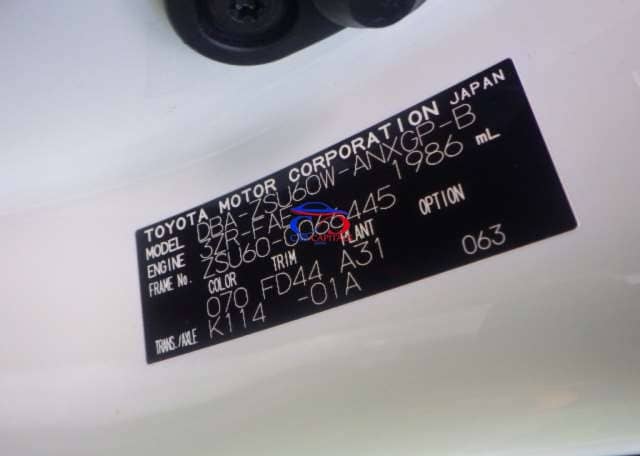 TOYOTA MOTOR CORPORATION JAPAN
MODEL DBA-ZSU60W-ANXGP-B
ENGINE 3ZR-FAE 1986 mL
FRAME No. ZSU60-0066445
COLOR TRIM PLANT OPTION
070 FD44 A31 063
TRANS./AXLE K114 -01A